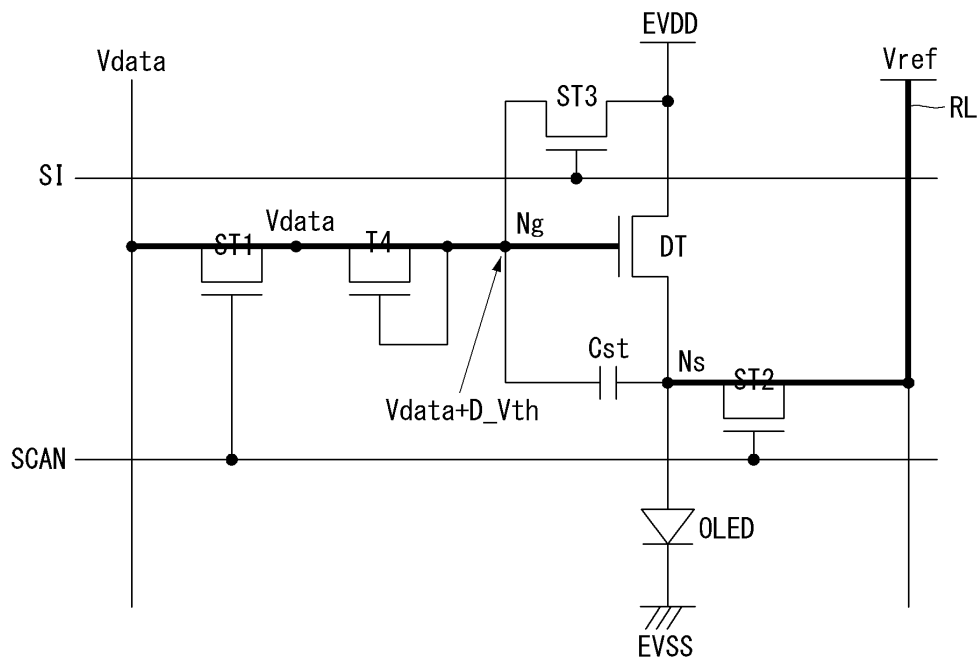 EVDD
Vdata
Vref
ST3
RL
SI
Vdata
Ng
ST1
T4
DT
Cst
Ns
ST2
Vdata+D_Vth
SCAN
OLED
EVSS